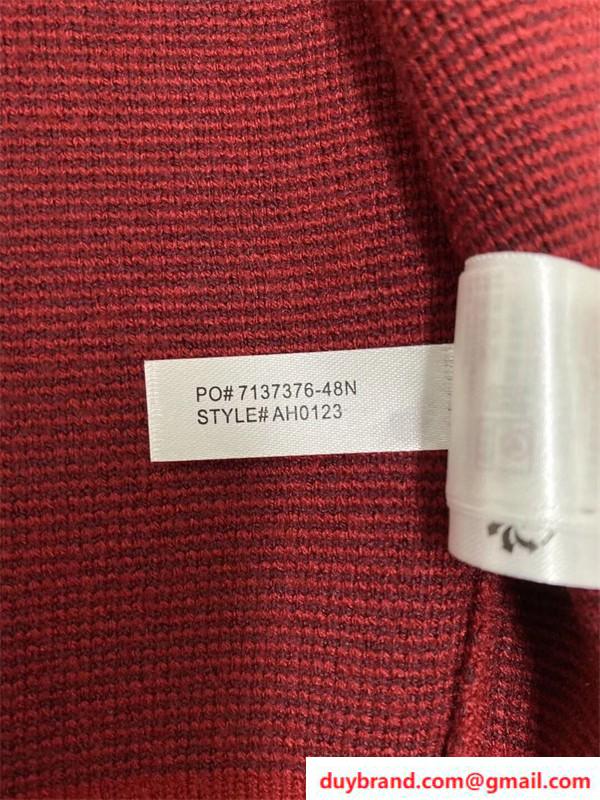 PO# 7137376-48N
STYLE# AH0123
duybrand.com@gmail.com